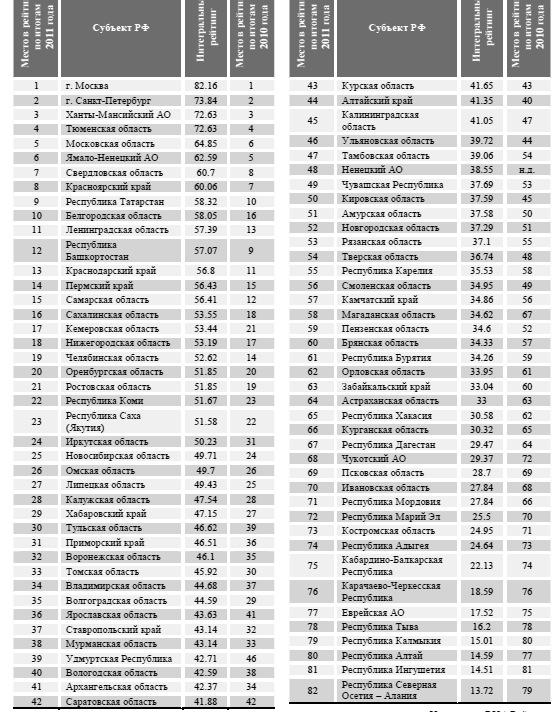 Место в рейти
по итогам
2011 года
Субъект РФ
Интегральн
рейтинг
Место в рейти
по итогам
2010 года
1 г. Москва 82.16 1
2 г. Санкт-Петербург 73.84 2
3 Ханты-Мансийский АО 72.63 3
4 Тюменская область 72.63 4
5 Московская область 64.85 6
6 Ямало-Ненецкий АО 62.59 5
7 Свердловская область 60.7 8
8 Красноярский край 60.06 7
9 Республика Татарстан 58.32 10
10 Белгородская область 58.05 16
11 Ленинградская область 57.39 13
12 Республика
Башкортостан 57.07 9
13 Краснодарский край 56.8 11
14 Пермский край 56.43 15
15 Самарская область 56.41 12
16 Сахалинская область 53.55 18
17 Кемеровская область 53.44 21
18 Нижегородская область 53.19 17
19 Челябинская область 52.62 14
20 Оренбургская область 51.85 20
21 Ростовская область 51.85 19
22 Республика Коми 51.67 23
23 Республика Саха
(Якутия) 51.58 22
24 Иркутская область 50.23 31
25 Новосибирская область 49.71 24
26 Омская область 49.7 26
27 Липецкая область 49.43 25
28 Калужская область 47.54 28
29 Хабаровский край 47.15 27
30 Тульская область 46.62 39
31 Приморский край 46.51 36
32 Воронежская область 46.1 35
33 Томская область 45.92 30
34 Владимирская область 44.68 37
35 Волгоградская область 44.59 29
36 Ярославская область 43.63 41
37 Ставропольский край 43.14 32
38 Мурманская область 43.14 33
39 Удмуртская Республика 42.71 46
40 Вологодская область 42.59 38
41 Архангельская область 42.37 34
42 Саратовская область 41.88 42
Место в рейти
по итогам
2011 года
Субъект РФ
Интегральн
рейтинг
Место в рейти
по итогам
2010 года
43 Курская область 41.65 43
44 Алтайский край 41.35 40
45 Калининградская
область 41.05 47
46 Ульяновская область 39.72 44
47 Тамбовская область 39.06 54
48 Ненецкий АО 38.55 н.д.
49 Чувашская Республика 37.69 53
50 Кировская область 37.59 45
51 Амурская область 37.58 50
52 Новгородская область 37.29 51
53 Рязанская область 37.1 55
54 Тверская область 36.74 48
55 Республика Карелия 35.53 58
56 Смоленская область 34.95 49
57 Камчатский край 34.86 56
58 Магаданская область 34.62 67
59 Пензенская область 34.6 52
60 Брянская область 34.33 57
61 Республика Бурятия 34.26 59
62 Орловская область 33.95 61
63 Забайкальский край 33.04 60
64 Астраханская область 33 63
65 Республика Хакасия 30.58 62
66 Курганская область 30.32 65
67 Республика Дагестан 29.47 64
68 Чукотский АО 29.37 72
69 Псковская область 28.7 69
70 Ивановская область 27.84 68
71 Республика Мордовия 27.84 66
72 Республика Марий Эл 25.5 70
73 Костромская область 24.95 71
74 Республика Адыгея 24.64 73
75 Кабардино-Балкарская
Республика 22.13 74
76 Карачаево-Черкесская
Республика 18.59 76
77 Еврейская АО 17.52 75
78 Республика Тыва 16.2 78
79 Республика Калмыкия 15.01 80
80 Республика Алтай 14.59 77
81 Республика Ингушетия 14.51 81
82 Республика Северная
Осетия – Алания 13.72 79